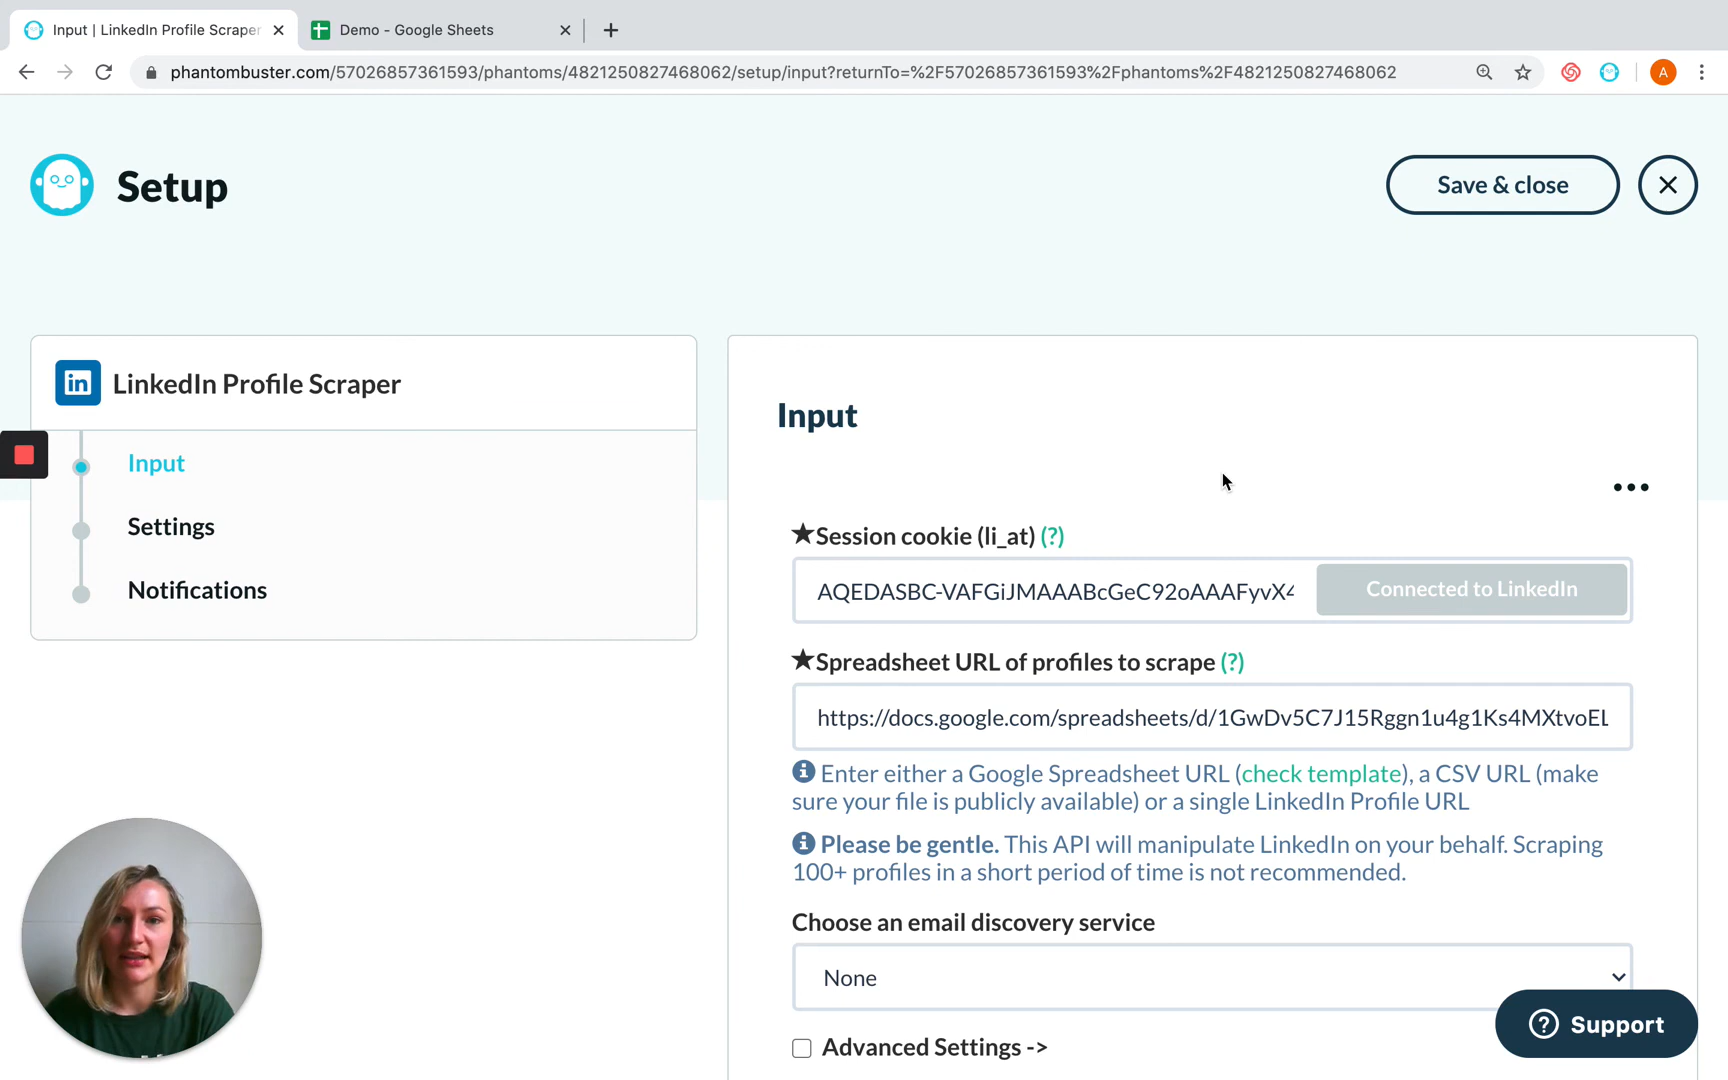 Input | LinkedIn Profile Scraper
Demo - Google Sheets
phantombuster.com/57026857361593/phantoms/4821250827468062/setup/input?returnTo=%2F57026857361593%2Fphantoms%2F4821250827468062
A
Setup
Save & close
in LinkedIn Profile Scraper
Input
Settings
Notifications
Input
★Session cookie (li_at) (?)
AQEDASBC-VAFGiJMAAABcGeC92oAAAFyvX4
Connected to LinkedIn
★Spreadsheet URL of profiles to scrape (?)
https://docs.google.com/spreadsheets/d/1GwDv5C7J15Rggn1u4g1Ks4MXtvoEL
Enter either a Google Spreadsheet URL (check template), a CSV URL (make
sure your file is publicly available) or a single LinkedIn Profile URL
Please be gentle. This API will manipulate LinkedIn on your behalf. Scraping
100+ profiles in a short period of time is not recommended.
Choose an email discovery service
None
Support
Advanced Settings ->